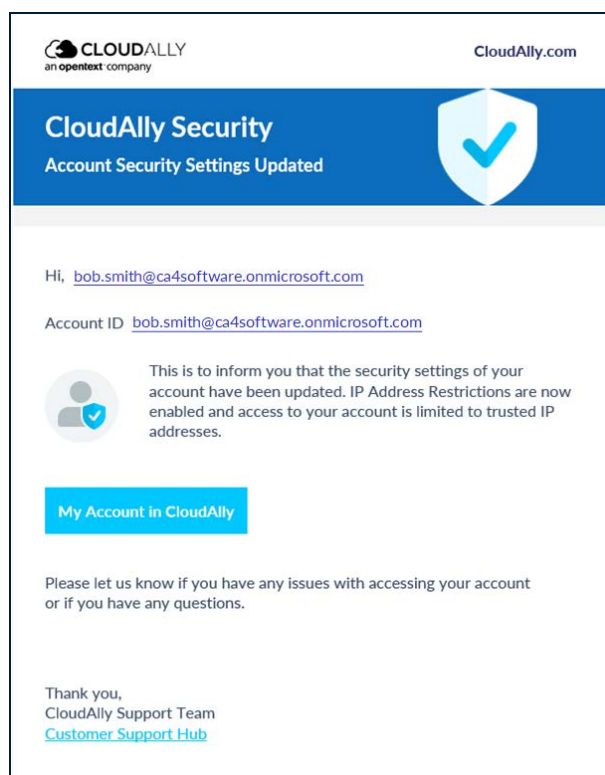 CLOUDALLY
an opentext company
CloudAlly.com
CloudAlly Security
Account Security Settings Updated
Hi, bob.smith@ca4software.onmicrosoft.com
Account ID bob.smith@ca4software.onmicrosoft.com
This is to inform you that the security settings of your
account have been updated. IP Address Restrictions are now
enabled and access to your account is limited to trusted IP
addresses.
My Account in CloudAlly
Please let us know if you have any issues with accessing your account
or if you have any questions.
Thank you,
CloudAlly Support Team
Customer Support Hub